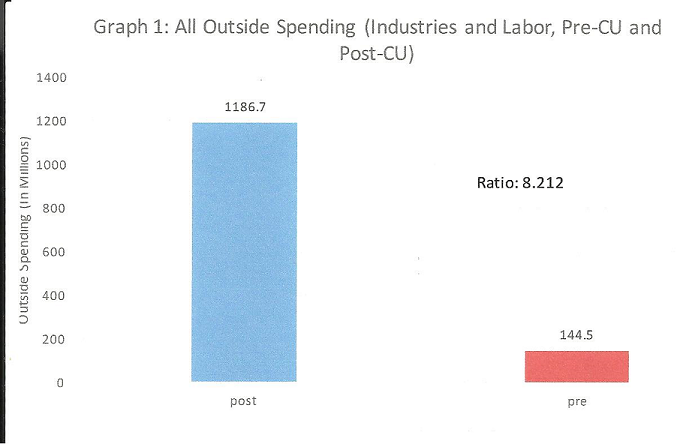 Graph 1: All Outside Spending (Industries and Labor, Pre-CU and
Post-CU)
1400
1200
1000
800
600
400
200
0
Outside Spending (In Millions)
1186.7
Ratio: 8.212
144.5
post
pre